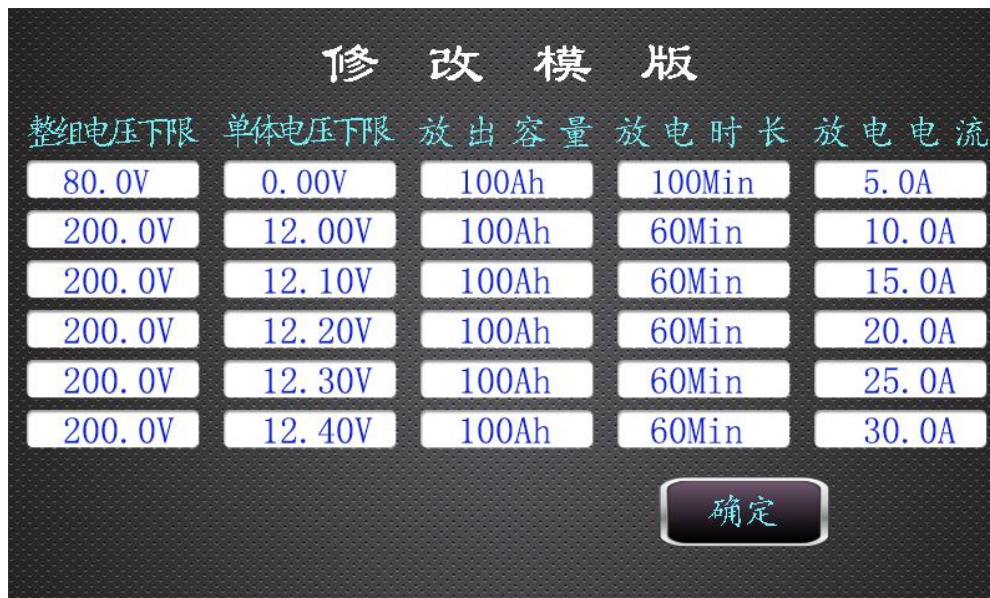 修改模版
整组电压下限 单体电压下限 放出容量 放电时长 放电电流
80.0V 0.00V 100Ah 100Min 5.0A
200.0V 12.00V 100Ah 60Min 10.0A
200.0V 12.10V 100Ah 60Min 15.0A
200.0V 12.20V 100Ah 60Min 20.0A
200.0V 12.30V 100Ah 60Min 25.0A
200.0V 12.40V 100Ah 60Min 30.0A
确定